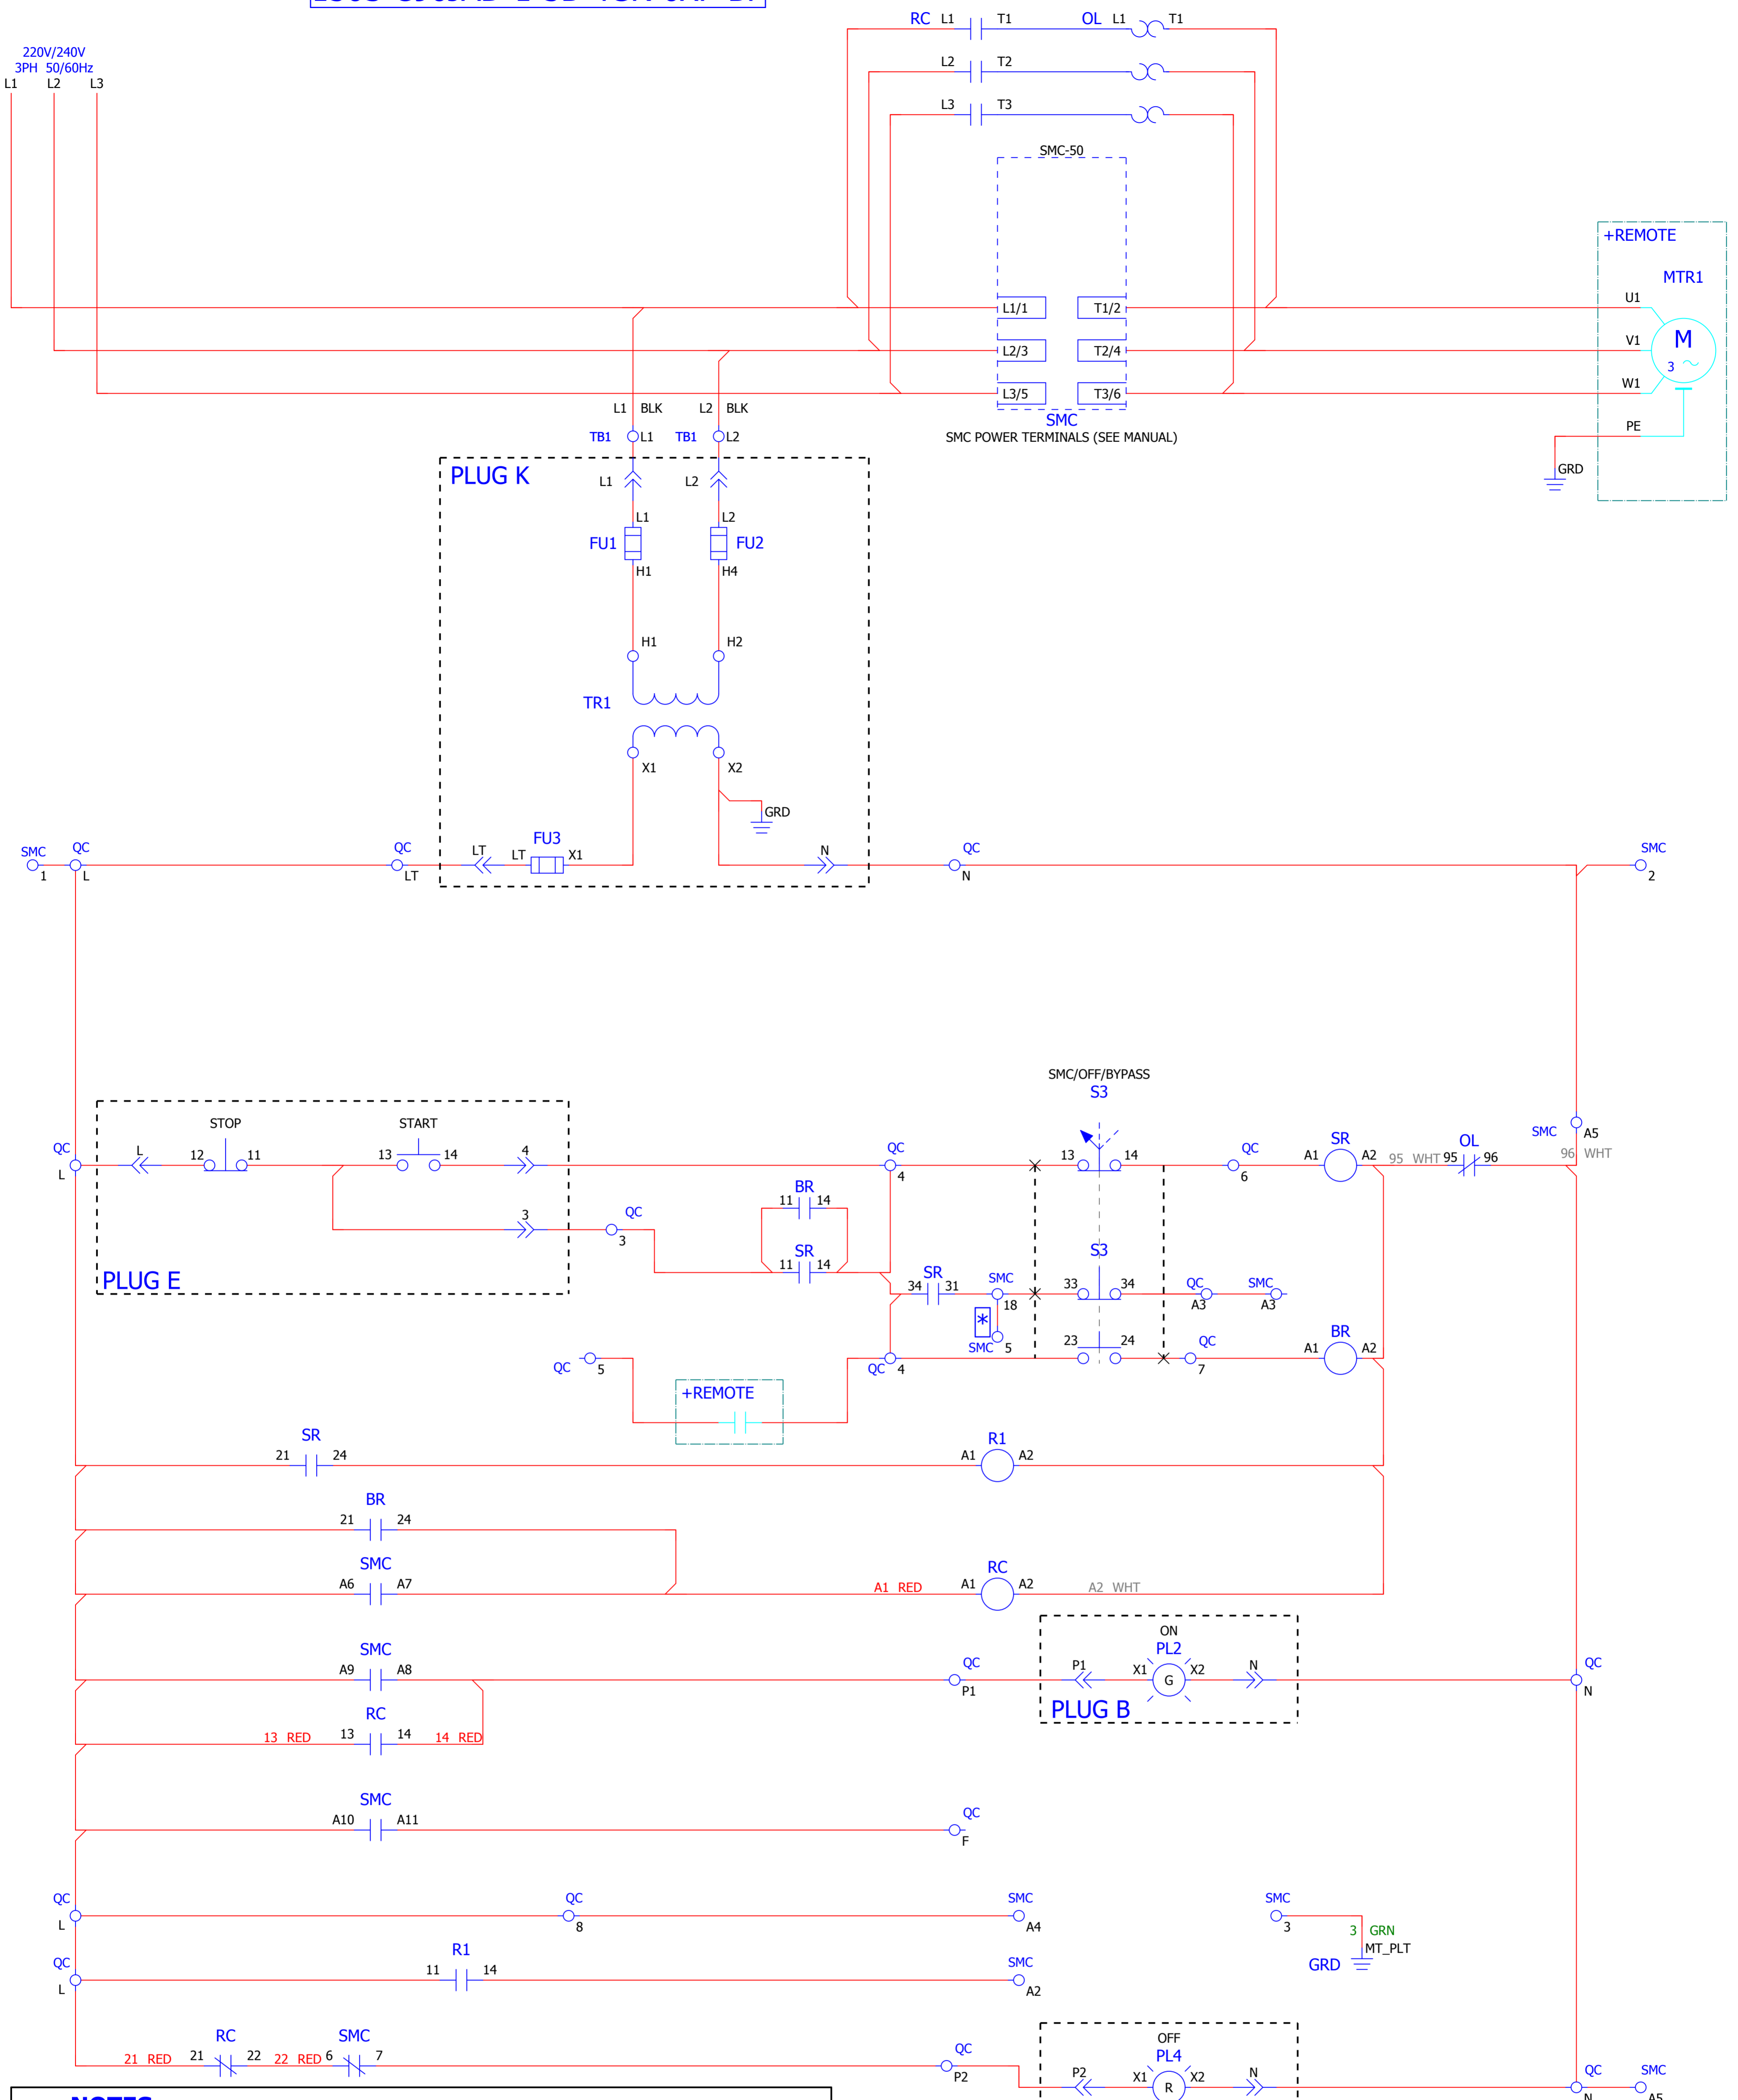 RC L1 T1 OL L1 T1
220V/240V
3PH 50/60Hz
L1 L2 L3
L2 T2
L3 T3
SMC-50
+REMOTE
MTR1
L1/1 T1/2 U1
L2/3 T2/4 V1
M
3
L3/5 T3/6 W1
L1 BLK L2 BLK
SMC
SMC POWER TERMINALS (SEE MANUAL)
PE
TB1 L1 TB1 L2
GRD
PLUG K
L1 L2
L1 L2
FU1 FU2
H1 H4
H1 H2
TR1
X1 X2
GRD
FU3
SMC QC QC LT LT X1 N QC SMC
1 L LT N 2
SMC/OFF/BYPASS
S3
STOP START
SMC A5
QC L 12 11 13 14 4 QC 13 14 QC SR OL
A1 A2 95 WHT 95 96 96 WHT
L 4 6
BR
11 14
3 QC
3
SR
11 14
S3
PLUG E
SR
34 31 SMC 33 34 QC SMC
18 A3 A3
*
SMC 5 23 24 QC BR
A1 A2
QC 5 QC 4 7
+REMOTE
SR R1
21 24 A1 A2
BR
21 24
SMC RC
A6 A7 A1 RED A1 A2 A2 WHT
ON
SMC PL2
A9 A8 QC P1 X1 G X2 N QC
P1 N
PLUG B
RC
13 RED 13 14 14 RED
SMC
A10 A11 QC
F
QC QC SMC SMC
L 8 A4 3
3 GRN
MT_PLT
GRD
R1
QC 11 14 SMC
L A2
OFF
RC SMC PL4
21 RED 21 22 22 RED 6 7 QC P2 X1 R X2 N QC SMC
P2 N A5